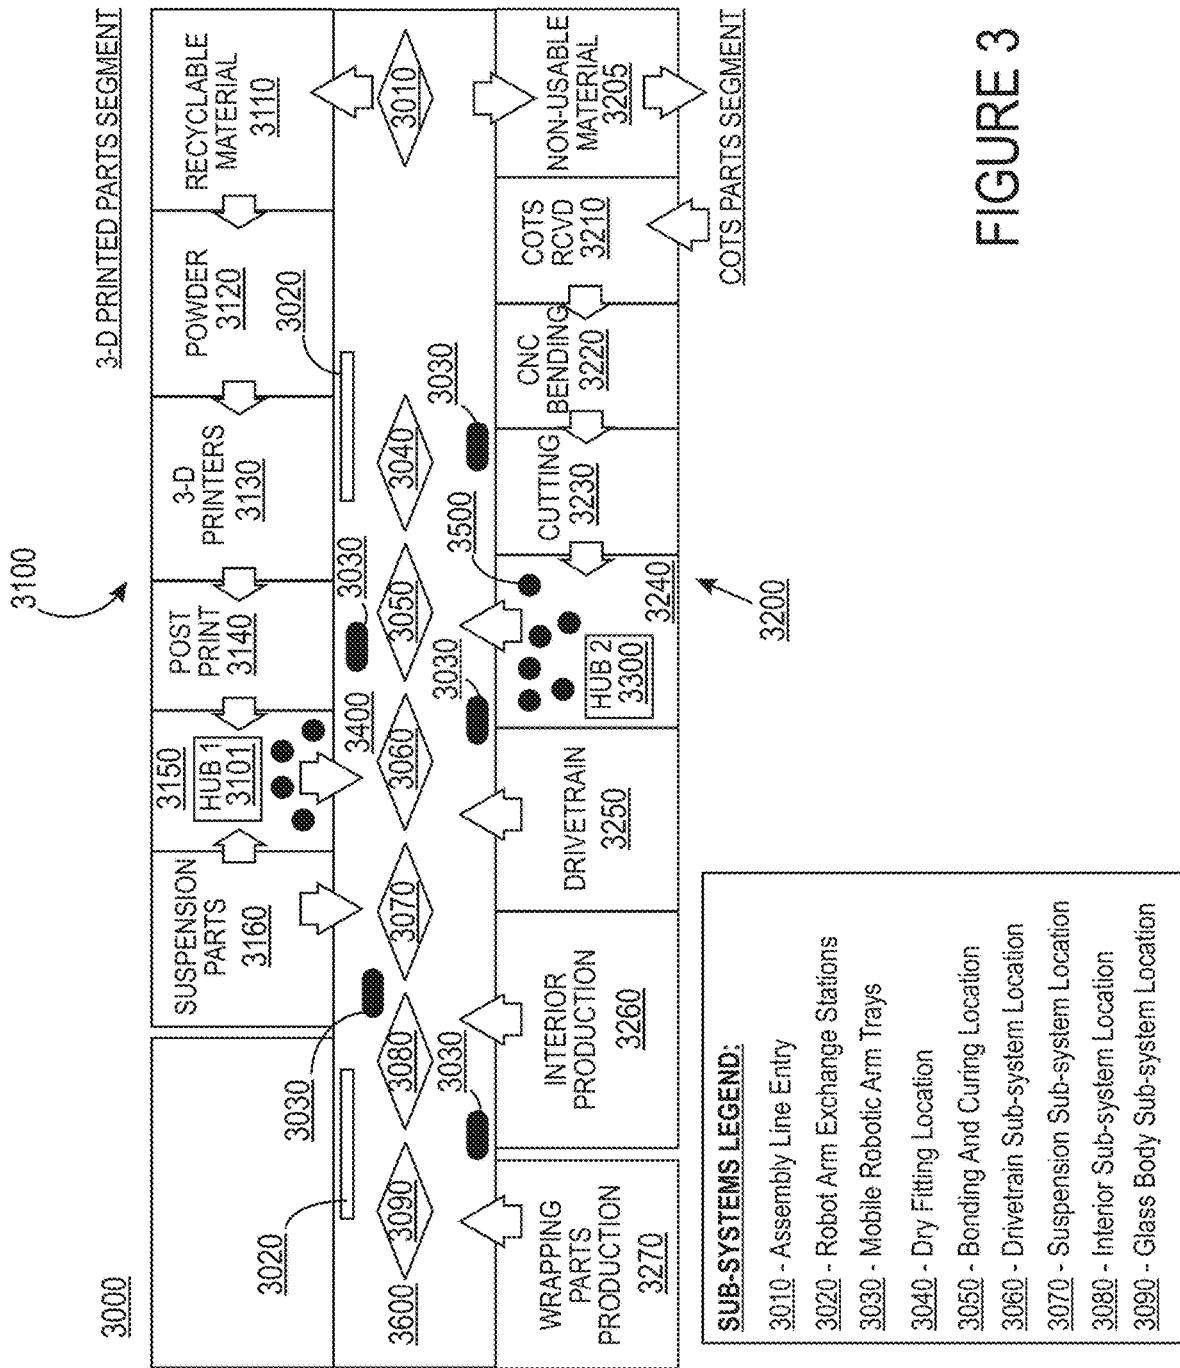 3000
3100
3-D PRINTED PARTS SEGMENT
SUSPENSION
PARTS
3160
3150
HUB 1
3101
POST
PRINT
3140
3-D
PRINTERS
3130
POWDER
3120
RECYCLABLE
MATERIAL
3110
3020
3030
3400
3030
3020
3600
3090
3080
3070
3060
3050
3040
3010
3030
3030
3030
WRAPPING
PARTS
PRODUCTION
3270
INTERIOR
PRODUCTION
3260
DRIVETRAIN
3250
HUB 2
3300
3240
3500
CUTTING
3230
CNC
BENDING
3220
COTS
RCVD
3210
NON-USABLE
MATERIAL
3205
3200
COTS PARTS SEGMENT
SUB-SYSTEMS LEGEND:
3010 - Assembly Line Entry
3020 - Robot Arm Exchange Stations
3030 - Mobile Robotic Arm Trays
3040 - Dry Fitting Location
3050 - Bonding And Curing Location
3060 - Drivetrain Sub-system Location
3070 - Suspension Sub-system Location
3080 - Interior Sub-system Location
3090 - Glass Body Sub-system Location
FIGURE 3